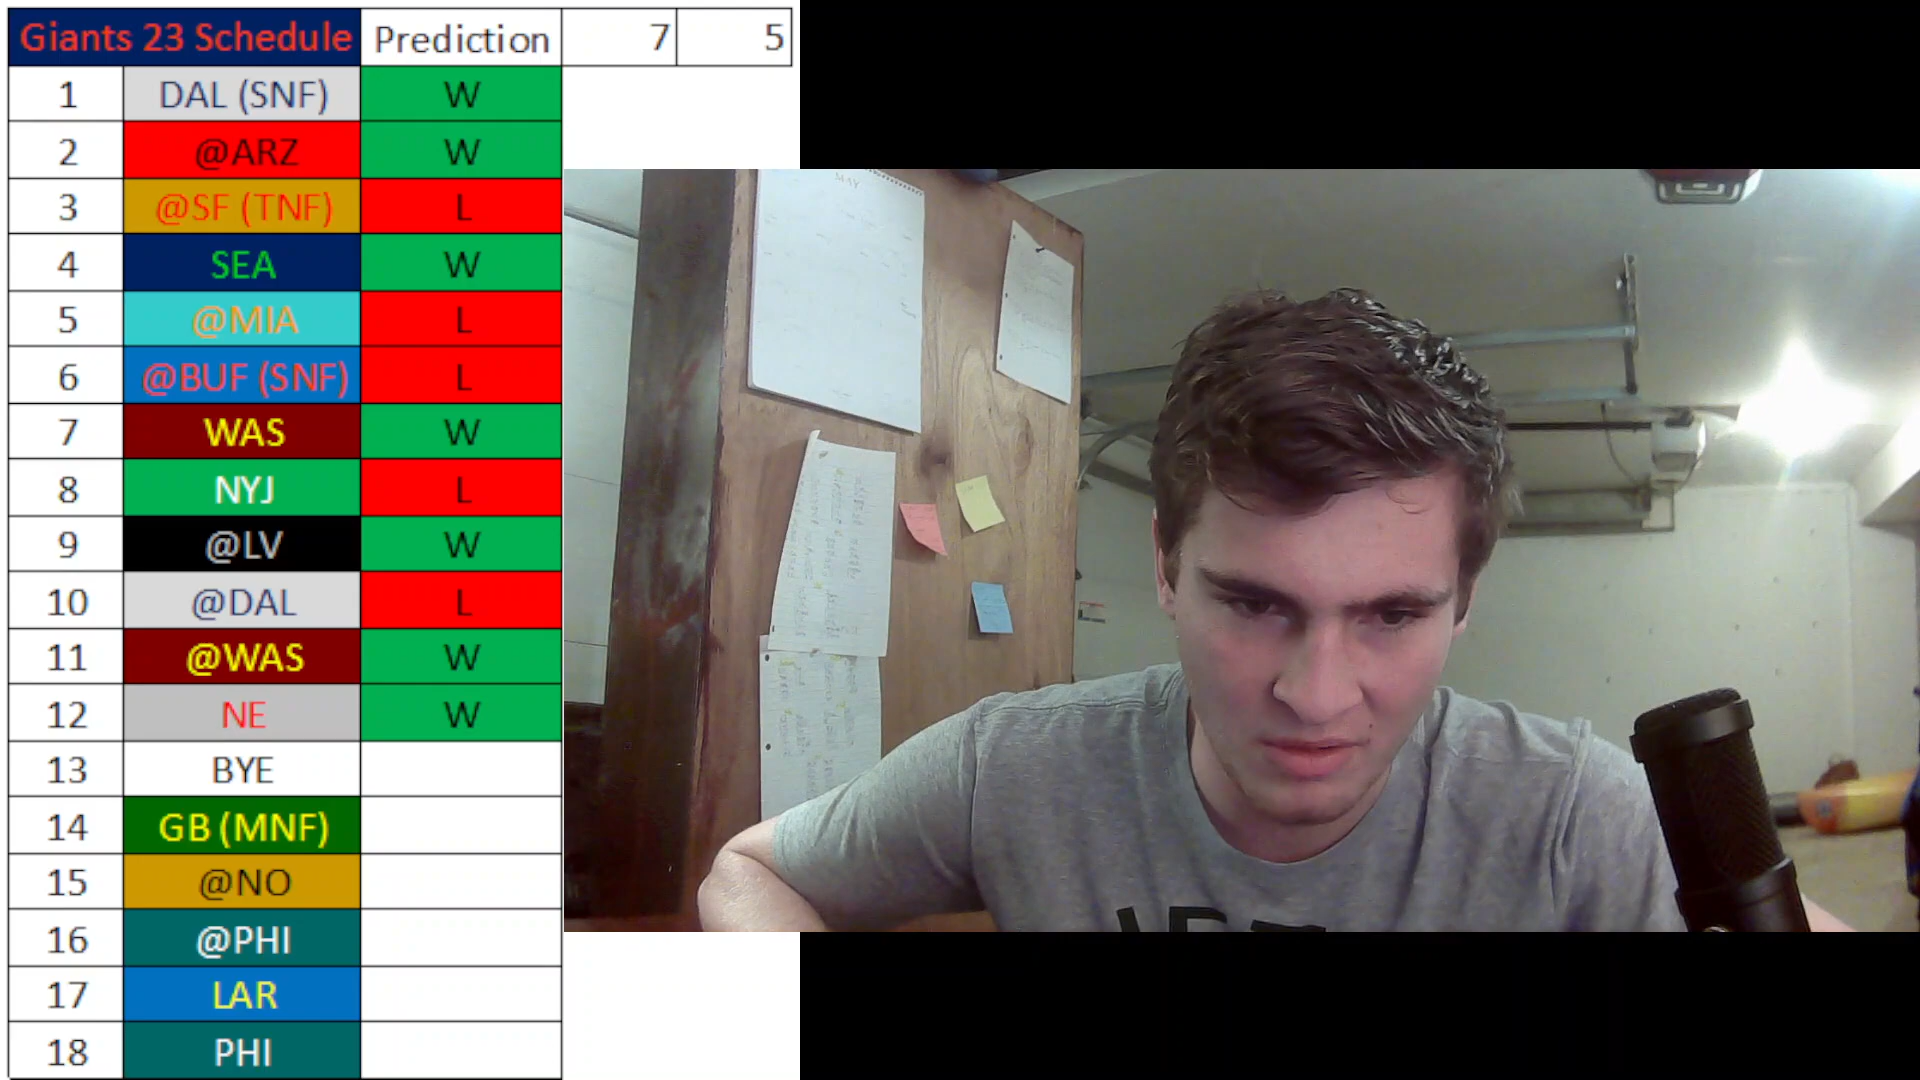 Giants 23 Schedule Prediction 7 5
1 DAL (SNF) W
2 @ARZ W
3 @SF (TNF) L
4 SEA W
5 @MIA L
6 @BUF (SNF) L
7 WAS W
8 NYJ L
9 @LV W
10 @DAL L
11 @WAS W
12 NE W
13 BYE
14 GB (MNF)
15 @NO
16 @PHI
17 LAR
18 PHI
MAY